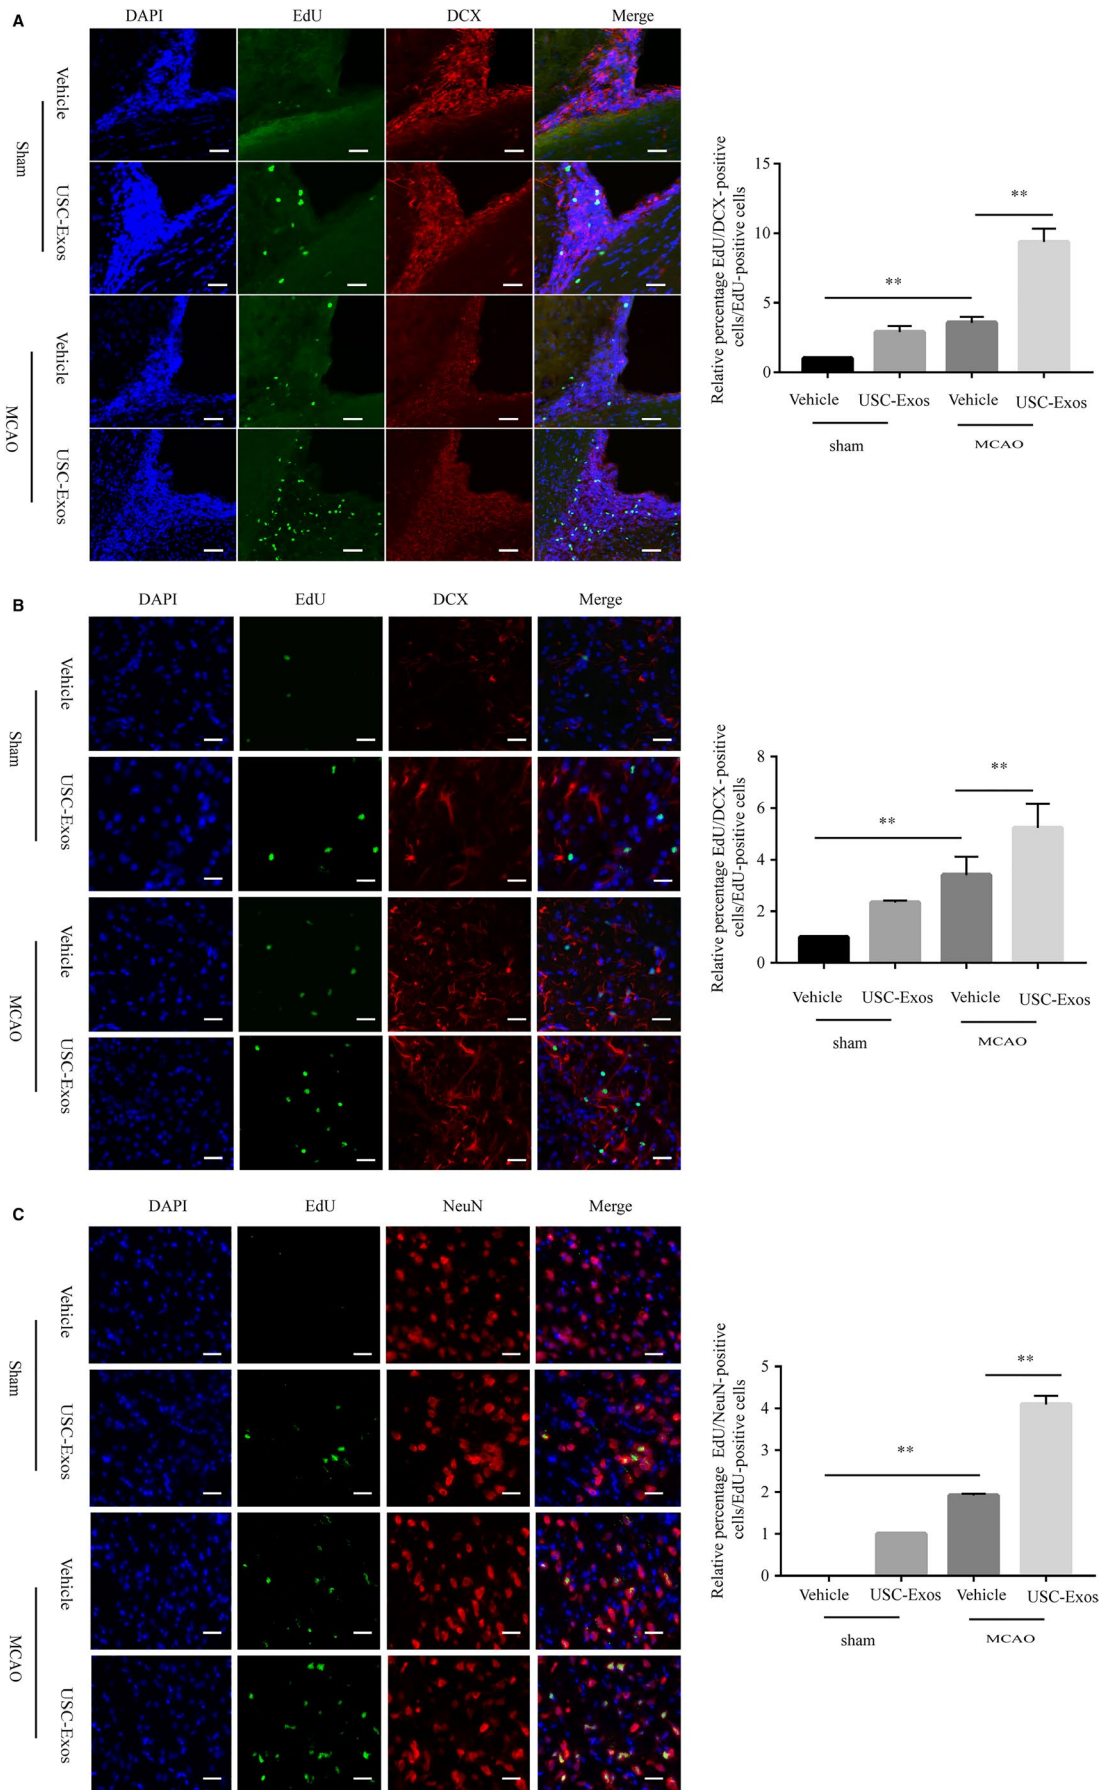 A
DAPI EdU DCX Merge
Vehicle
USC-Exos
Sham
Vehicle
USC-Exos
MCAO
Relative percentage EdU/DCX-positive
cells/EdU-positive cells
15
10
5
0
**
**
Vehicle USC-Exos Vehicle USC-Exos
sham MCAO
B
DAPI EdU DCX Merge
Vehicle
USC-Exos
Sham
Vehicle
USC-Exos
MCAO
Relative percentage EdU/DCX-positive
cells/EdU-positive cells
8
6
4
2
0
**
**
Vehicle USC-Exos Vehicle USC-Exos
sham MCAO
C
DAPI EdU NeuN Merge
Vehicle
USC-Exos
Sham
Vehicle
USC-Exos
MCAO
Relative percentage EdU/NeuN-positive
cells/EdU-positive cells
5
4
3
2
1
0
**
**
Vehicle USC-Exos Vehicle USC-Exos
sham MCAO